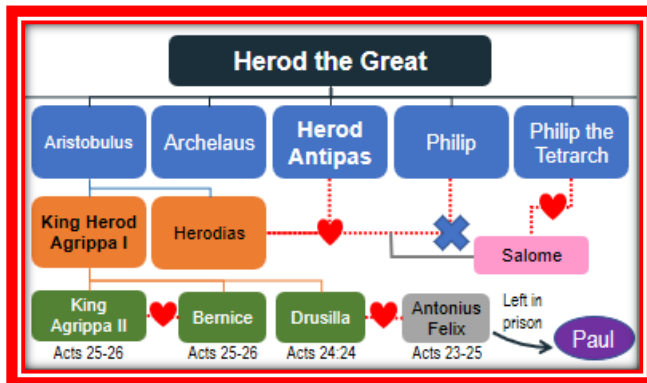 Herod the Great
Aristobulus
Archelaus
Herod
Antipas
Philip
Philip the
Tetrarch
King Herod
Agrippa I
Herodias
Salome
King
Agrippa II
Bernice
Drusilla
Antonius
Felix
Left in
prison
Paul
Acts 25-26
Acts 25-26
Acts 24:24
Acts 23-25